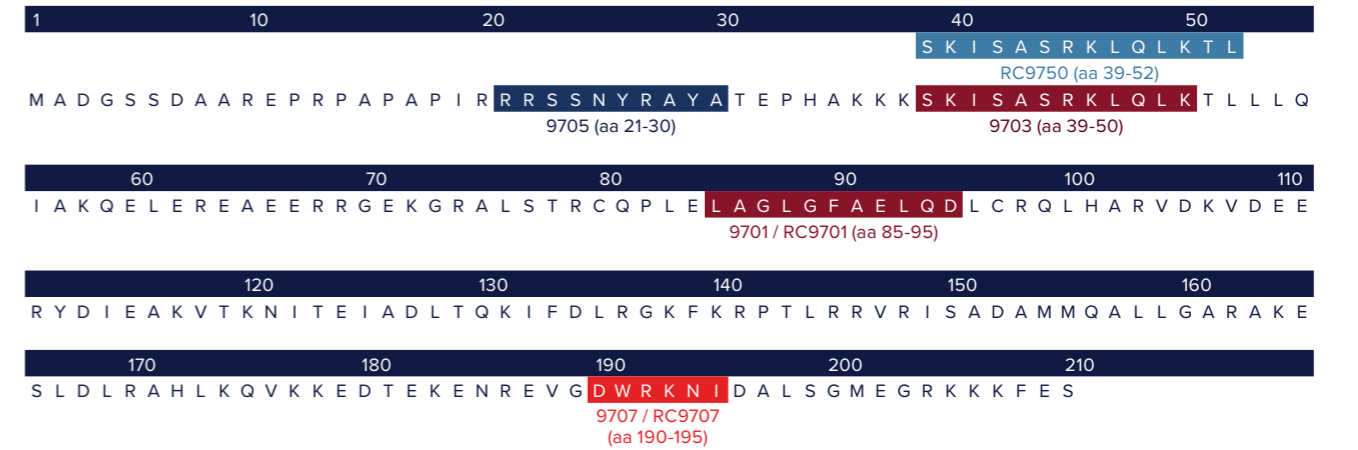 1 10 20 30 40 50
S K I S A S R K L Q L K T L
RC9750 (aa 39-52)
M A D G S S D A A R E P R P A P A P I R R R S S N Y R A Y A T E P H A K K K S K I S A S R K L Q L K T L L L Q
9705 (aa 21-30) 9703 (aa 39-50)
60 70 80 90 100 110
I A K Q E L E R E A E E R R G E K G R A L S T R C Q P L E L A G L G F A E L Q D L C R Q L H A R V D K V D E E
9701 / RC9701 (aa 85-95)
120 130 140 150 160
R Y D I E A K V T K N I T E I A D L T Q K I F D L R G K F K R P T L R R V R I S A D A M M Q A L L G A R A K E
170 180 190 200 210
S L D L R A H L K Q V K K E D T E K E N R E V G D W R K N I D A L S G M E G R K K K F E S
9707 / RC9707
(aa 190-195)